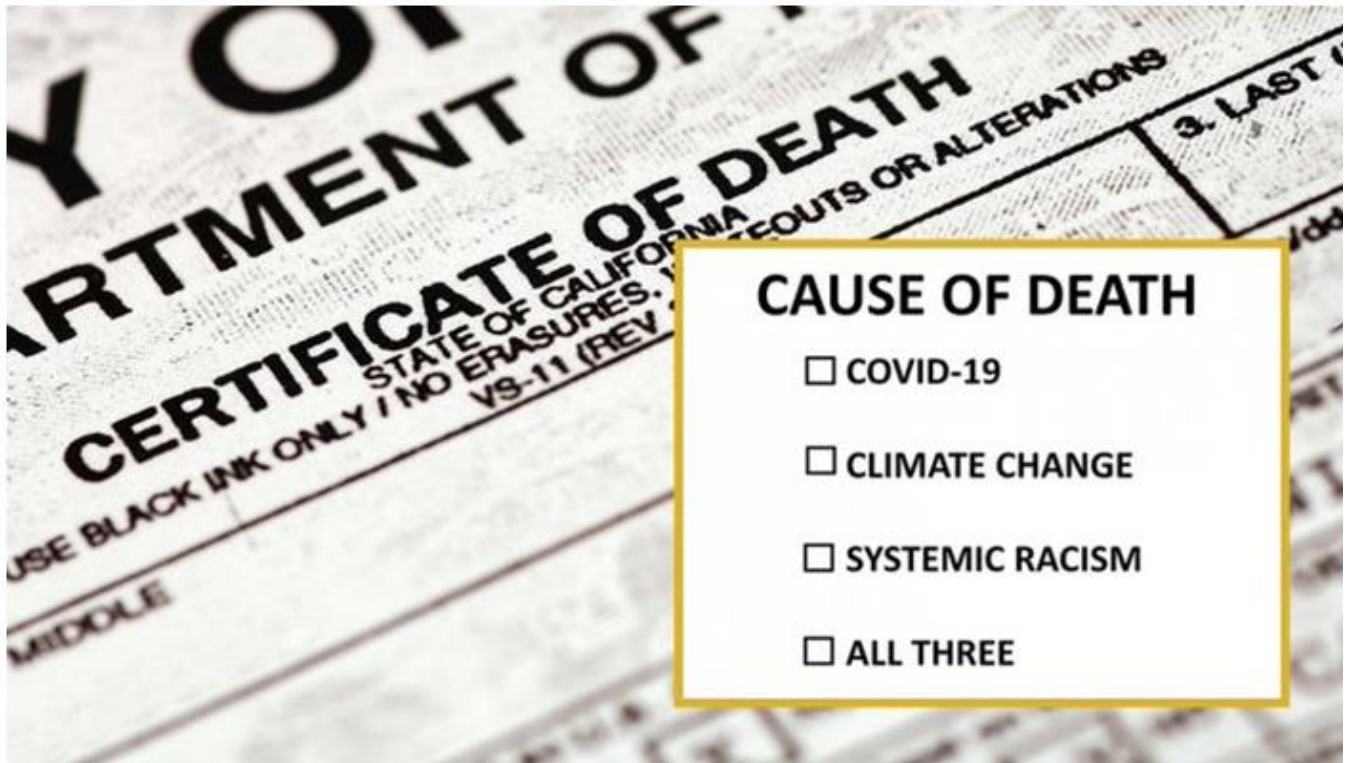 Y OF
ARTMENT OF
CERTIFICATE OF DEATH
STATE OF CALIFORNIA
USE BLACK INK ONLY / NO ERASURES, OR ALTERATIONS
VS-11 (REV
3. LAST
MIDDLE
CAUSE OF DEATH
☐ COVID-19
☐ CLIMATE CHANGE
☐ SYSTEMIC RACISM
☐ ALL THREE